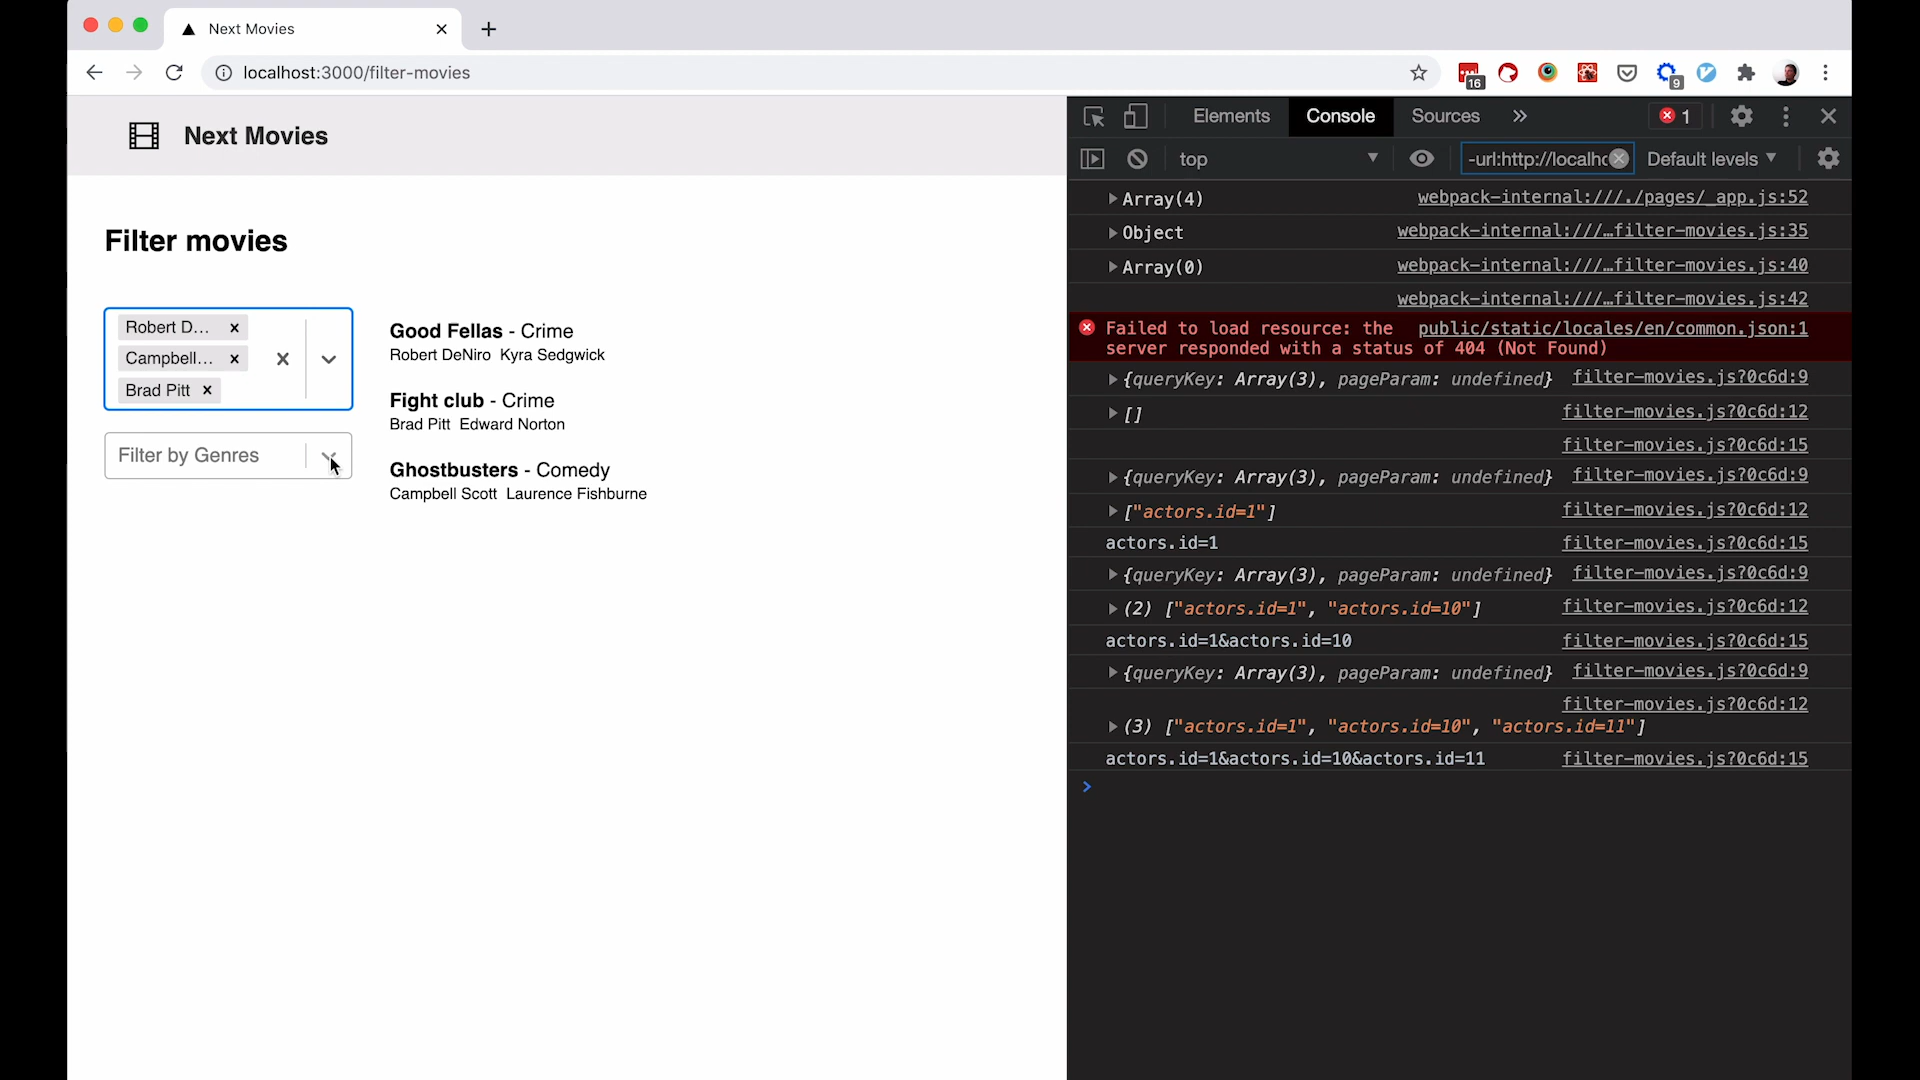 Next Movies
localhost:3000/filter-movies
16
9
Next Movies
Filter movies
Robert D...
Campbell...
Brad Pitt
Filter by Genres
Good Fellas - Crime
Robert DeNiro Kyra Sedgwick
Fight club - Crime
Brad Pitt Edward Norton
Ghostbusters - Comedy
Campbell Scott Laurence Fishburne
Elements Console Sources » 1
top -url:http://localhc Default levels
Array(4) webpack-internal:///./pages/_app.js:52
Object webpack-internal:///…filter-movies.js:35
Array(0) webpack-internal:///…filter-movies.js:40
webpack-internal:///…filter-movies.js:42
Failed to load resource: the public/static/locales/en/common.json:1
server responded with a status of 404 (Not Found)
{queryKey: Array(3), pageParam: undefined} filter-movies.js?0c6d:9
[] filter-movies.js?0c6d:12
filter-movies.js?0c6d:15
{queryKey: Array(3), pageParam: undefined} filter-movies.js?0c6d:9
["actors.id=1"] filter-movies.js?0c6d:12
actors.id=1 filter-movies.js?0c6d:15
{queryKey: Array(3), pageParam: undefined} filter-movies.js?0c6d:9
(2) ["actors.id=1", "actors.id=10"] filter-movies.js?0c6d:12
actors.id=1&actors.id=10 filter-movies.js?0c6d:15
{queryKey: Array(3), pageParam: undefined} filter-movies.js?0c6d:9
filter-movies.js?0c6d:12
(3) ["actors.id=1", "actors.id=10", "actors.id=11"]
actors.id=1&actors.id=10&actors.id=11 filter-movies.js?0c6d:15